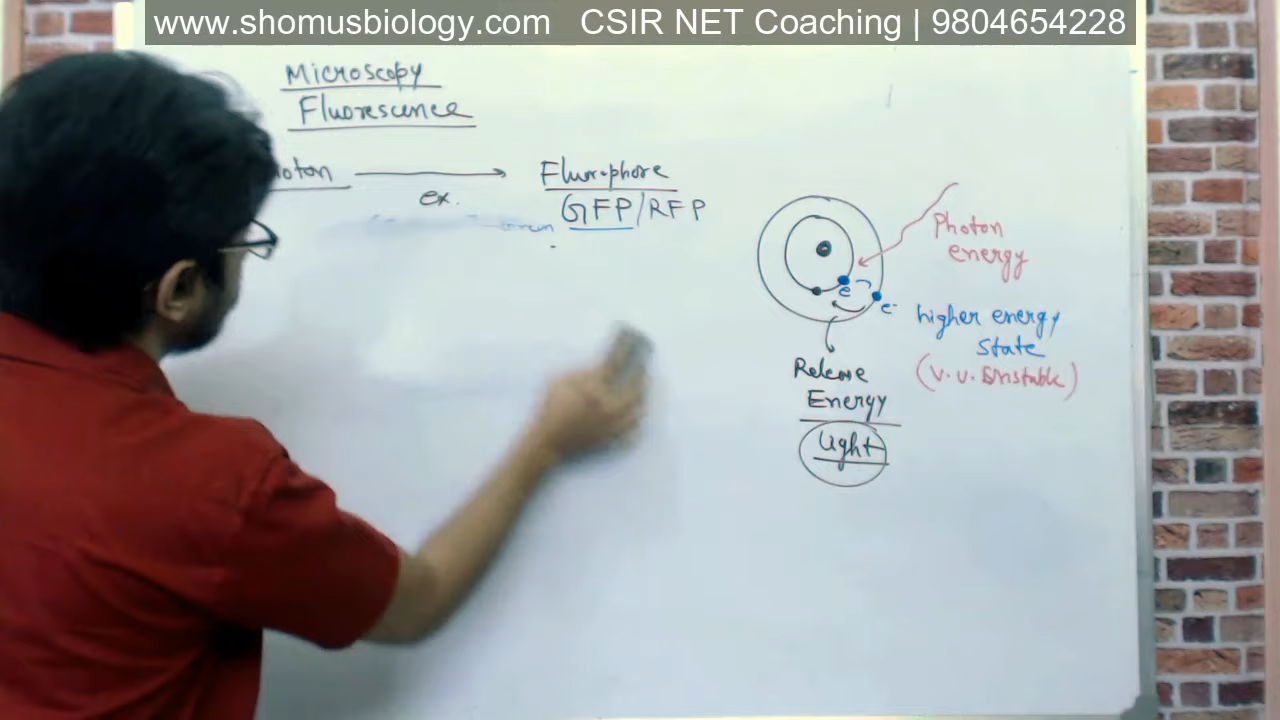 www.shomusbiology.com CSIR NET Coaching | 9804654228
Microscopy
Fluorescence
oton
ex.
Fluorophore
GFP/RFP
Photon
energy
e
e-
higher energy
state
(v. v. Unstable)
Release
Energy
Light